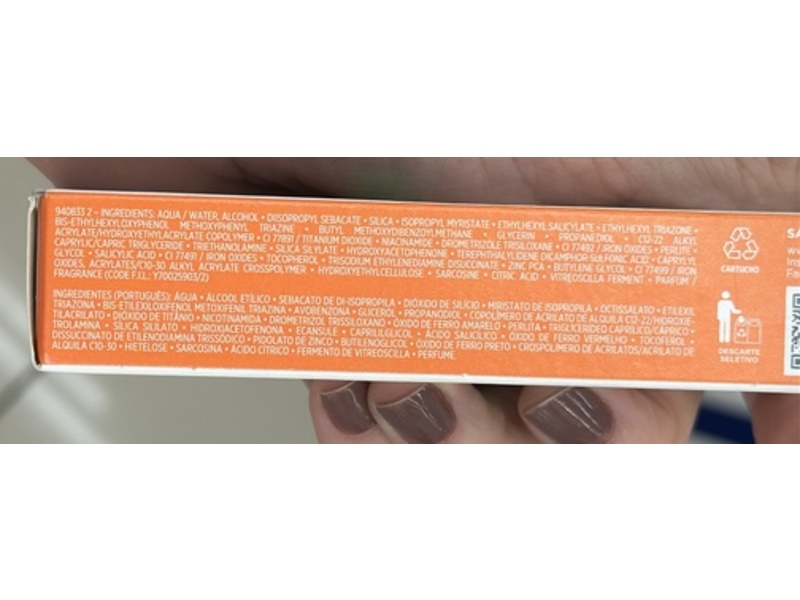 940833 2 - INGREDIENTS: AQUA / WATER, ALCOHOL • DIISOPROPYL SEBACATE • SILICA • ISOPROPYL MYRISTATE • ETHYLHEXYL SALICYLATE • ETHYLHEXYL TRIAZONE •
BIS-ETHYLHEXYLOXYPHENOL METHOXYPHENYL TRIAZINE • BUTYL METHOXYDIBENZOYLMETHANE • GLYCERIN • PROPANEDIOL • C12-22 ALKYL
ACRYLATE/HYDROXYETHYLACRYLATE COPOLYMER • CI 77891 / TITANIUM DIOXIDE • NIACINAMIDE • DROMETRIZOLE TRISILOXANE • CI 77492 / IRON OXIDES • PERLITE •
CAPRYLIC/CAPRIC TRIGLYCERIDE • TRIETHANOLAMINE • SILICA SILYLATE • HYDROXYACETOPHENONE • TEREPHTHALYLIDENE DICAMPHOR SULFONIC ACID • CAPRYLYL
GLYCOL • SALICYLIC ACID • CI 77491 / IRON OXIDES • TOCOPHEROL • TRISODIUM ETHYLENEDIAMINE DISUCCINATE • ZINC PCA • BUTYLENE GLYCOL • CI 77499 / IRON
OXIDES, ACRYLATES/C10-30 ALKYL ACRYLATE CROSSPOLYMER • HYDROXYETHYLCELLULOSE • SARCOSINE • CITRIC ACID • VITREOSCILLA FERMENT • PARFUM /
FRAGRANCE (CODE F.I.L.: Y70025903/2)
INGREDIENTES (PORTUGUÊS): ÁGUA • ÁLCOOL ETÍLICO • SEBACATO DE DI-ISOPROPILA • DIÓXIDO DE SILÍCIO • MIRISTATO DE ISOPROPILA • OCTISSALATO • ETILEXIL
TRIAZONA • BIS-ETILEXILOXIFENOL METOXIFENIL TRIAZINA • AVOBENZONA • GLICEROL • PROPANODIOL • COPOLÍMERO DE ACRILATO DE ALQUILA C12-22/HIDROXIE-
TILACRILATO • DIÓXIDO DE TITÂNIO • NICOTINAMIDA • DROMETRIZOL TRISSILOXANO • ÓXIDO DE FERRO AMARELO • PERLITA • TRIGLICERÍDEO CAPRÍLICO/CÁPRICO •
TROLAMINA • SILICA SILILATO • HIDROXIACETOFENONA • ECANSULE • CAPRILILGLICOL • ÁCIDO SALICÍLICO • ÓXIDO DE FERRO VERMELHO • TOCOFEROL •
DISSUCCINATO DE ETILENODIAMINA TRISSÓDICO • PIDOLATO DE ZINCO • BUTILENOGLICOL • ÓXIDO DE FERRO PRETO • CROSPOLÍMERO DE ACRILATOS/ACRILATO DE
ALQUILA C10-30 • HIETELOSE • SARCOSINA • ÁCIDO CÍTRICO • FERMENTO DE VITREOSCILLA • PERFUME.
CARTUCHO
DESCARTE
SELETIVO